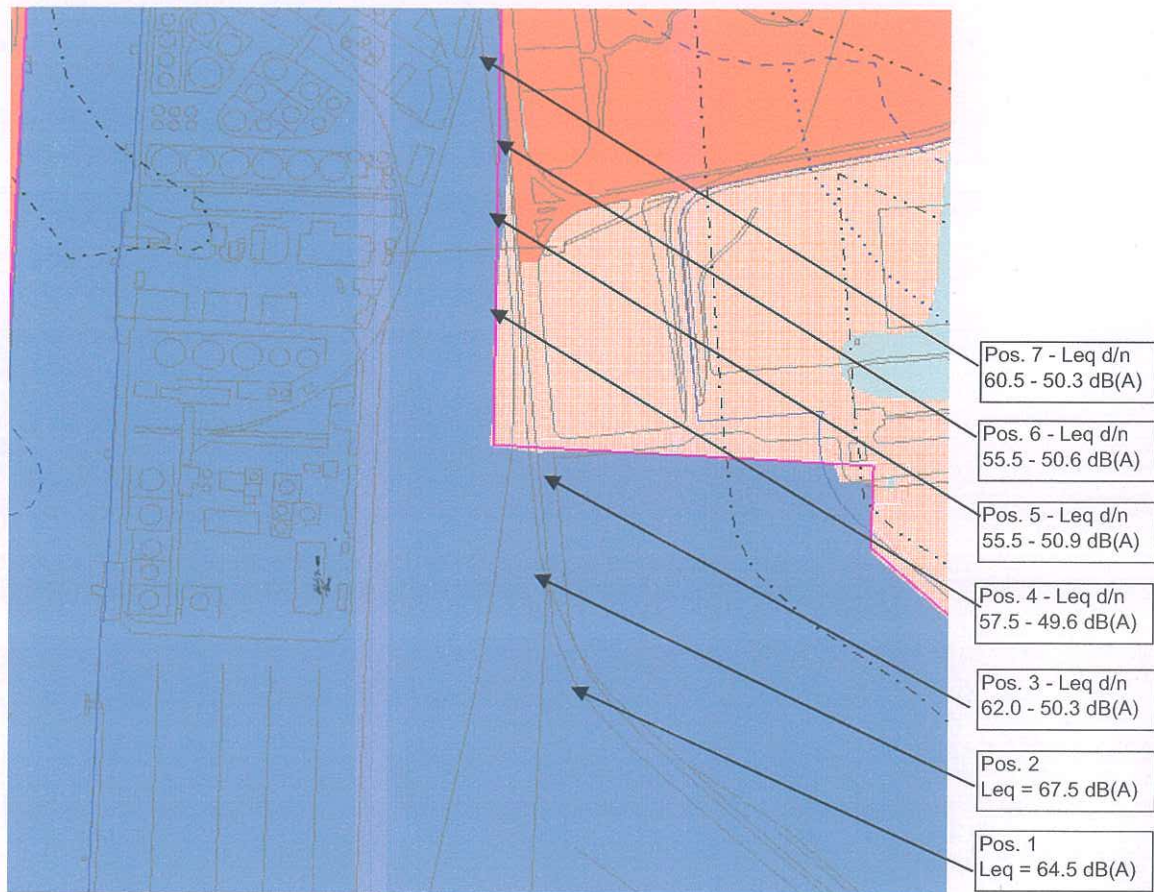 Pos. 7 - Leq d/n
60.5 - 50.3 dB(A)
Pos. 6 - Leq d/n
55.5 - 50.6 dB(A)
Pos. 5 - Leq d/n
55.5 - 50.9 dB(A)
Pos. 4 - Leq d/n
57.5 - 49.6 dB(A)
Pos. 3 - Leq d/n
62.0 - 50.3 dB(A)
Pos. 2
Leq = 67.5 dB(A)
Pos. 1
Leq = 64.5 dB(A)